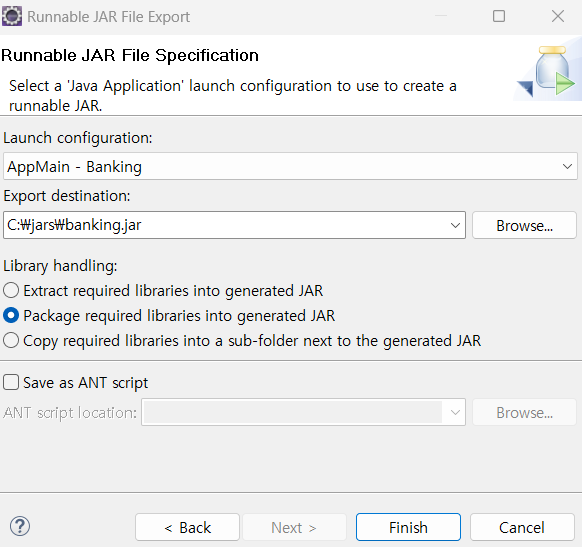 Runnable JAR File Export
Runnable JAR File Specification
Select a 'Java Application' launch configuration to use to create a
runnable JAR.
Launch configuration:
AppMain - Banking
Export destination:
C:₩jars₩banking.jar
Browse...
Library handling:
Extract required libraries into generated JAR
Package required libraries into generated JAR
Copy required libraries into a sub-folder next to the generated JAR
Save as ANT script
ANT script location:
Browse...
?
< Back
Next >
Finish
Cancel